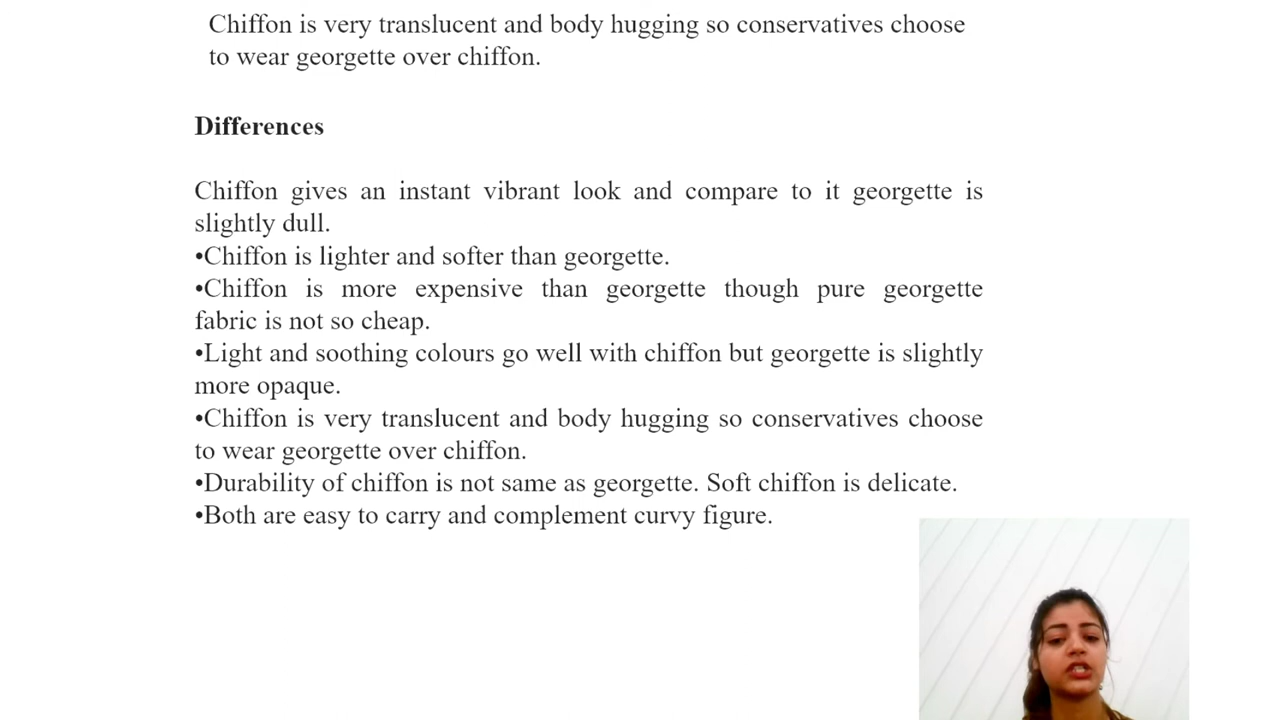 Chiffon is very translucent and body hugging so conservatives choose
to wear georgette over chiffon.
Differences
Chiffon gives an instant vibrant look and compare to it georgette is
slightly dull.
•Chiffon is lighter and softer than georgette.
•Chiffon is more expensive than georgette though pure georgette
fabric is not so cheap.
•Light and soothing colours go well with chiffon but georgette is slightly
more opaque.
•Chiffon is very translucent and body hugging so conservatives choose
to wear georgette over chiffon.
•Durability of chiffon is not same as georgette. Soft chiffon is delicate.
•Both are easy to carry and complement curvy figure.